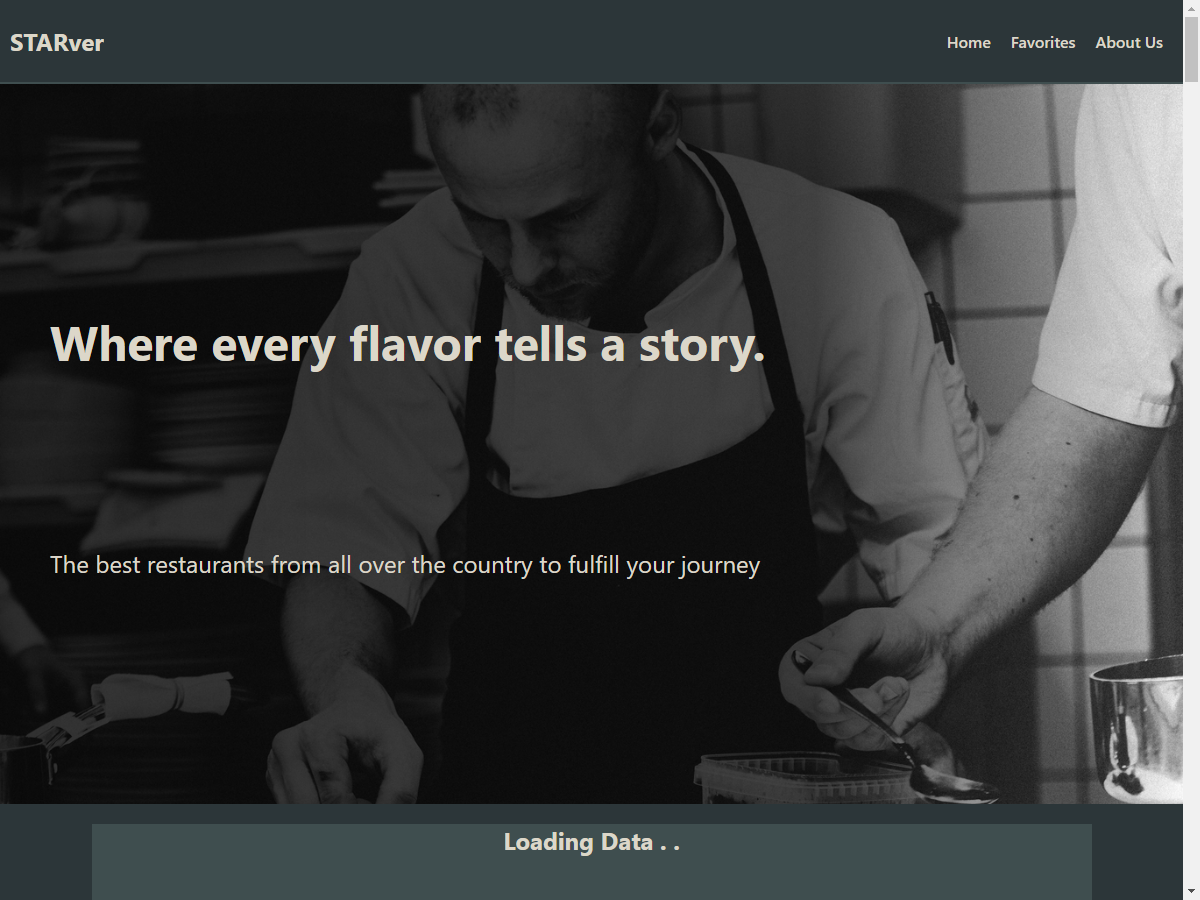 STARver
Home Favorites About Us
Where every flavor tells a story.
The best restaurants from all over the country to fulfill your journey
Loading Data . .